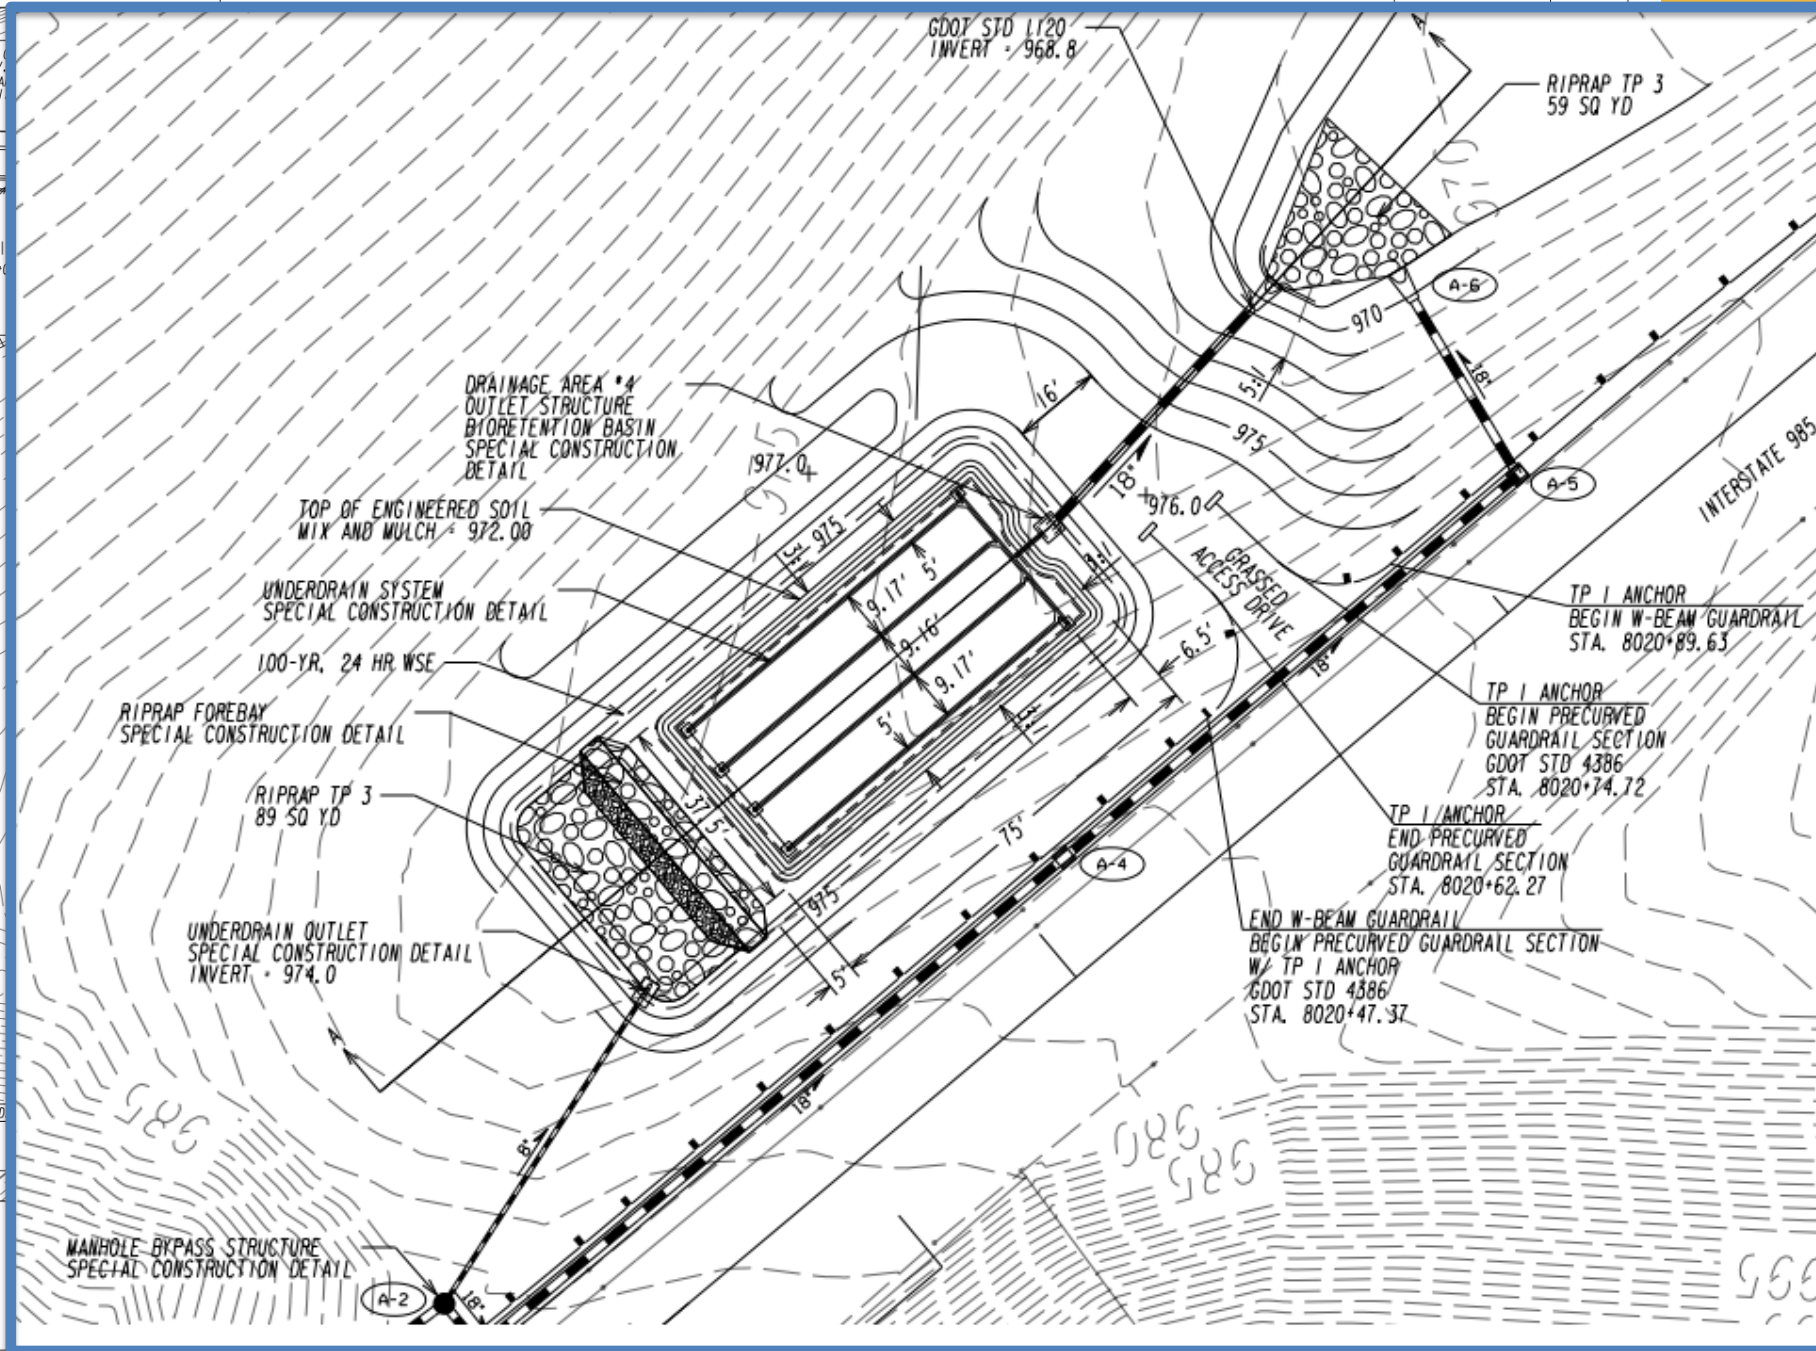 GDOT STD 1120
INVERT = 968.8
A
RIPRAP TP 3
59 SQ YD
970
A-6
970
18"
5:1
16'
975
DRAINAGE AREA #4
OUTLET STRUCTURE
BIORETENTION BASIN
SPECIAL CONSTRUCTION
DETAIL
975
977.0
18"
976.0
A-5
INTERSTATE 985
TOP OF ENGINEERED SOIL
MIX AND MULCH = 972.00
975
3:1
5'
9.17'
9.16'
9.17'
5'
3:1
GRASSED
ACCESS DRIVE
6.5'
18"
UNDERDRAIN SYSTEM
SPECIAL CONSTRUCTION DETAIL
TP 1 ANCHOR
BEGIN W-BEAM GUARDRAIL
STA. 8020+89.63
100-YR, 24 HR WSE
TP 1 ANCHOR
BEGIN PRECURVED
GUARDRAIL SECTION
GDOT STD 4386
STA. 8020+74.72
RIPRAP FOREBAY
SPECIAL CONSTRUCTION DETAIL
RIPRAP TP 3
89 SQ YD
37.5'
75'
A-4
TP 1 ANCHOR
END PRECURVED
GUARDRAIL SECTION
STA. 8020+62.27
975
15'
UNDERDRAIN OUTLET
SPECIAL CONSTRUCTION DETAIL
INVERT = 974.0
END W-BEAM GUARDRAIL
BEGIN PRECURVED GUARDRAIL SECTION
W/ TP 1 ANCHOR
GDOT STD 4386
STA. 8020+47.37
A
985
18"
8"
980
985
MANHOLE BYPASS STRUCTURE
SPECIAL CONSTRUCTION DETAIL
A-2
18"
995